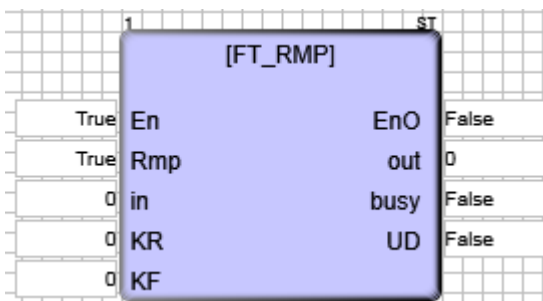 1 ST
[FT_RMP]
True En EnO False
True Rmp out 0
0 in busy False
0 KR UD False
0 KF